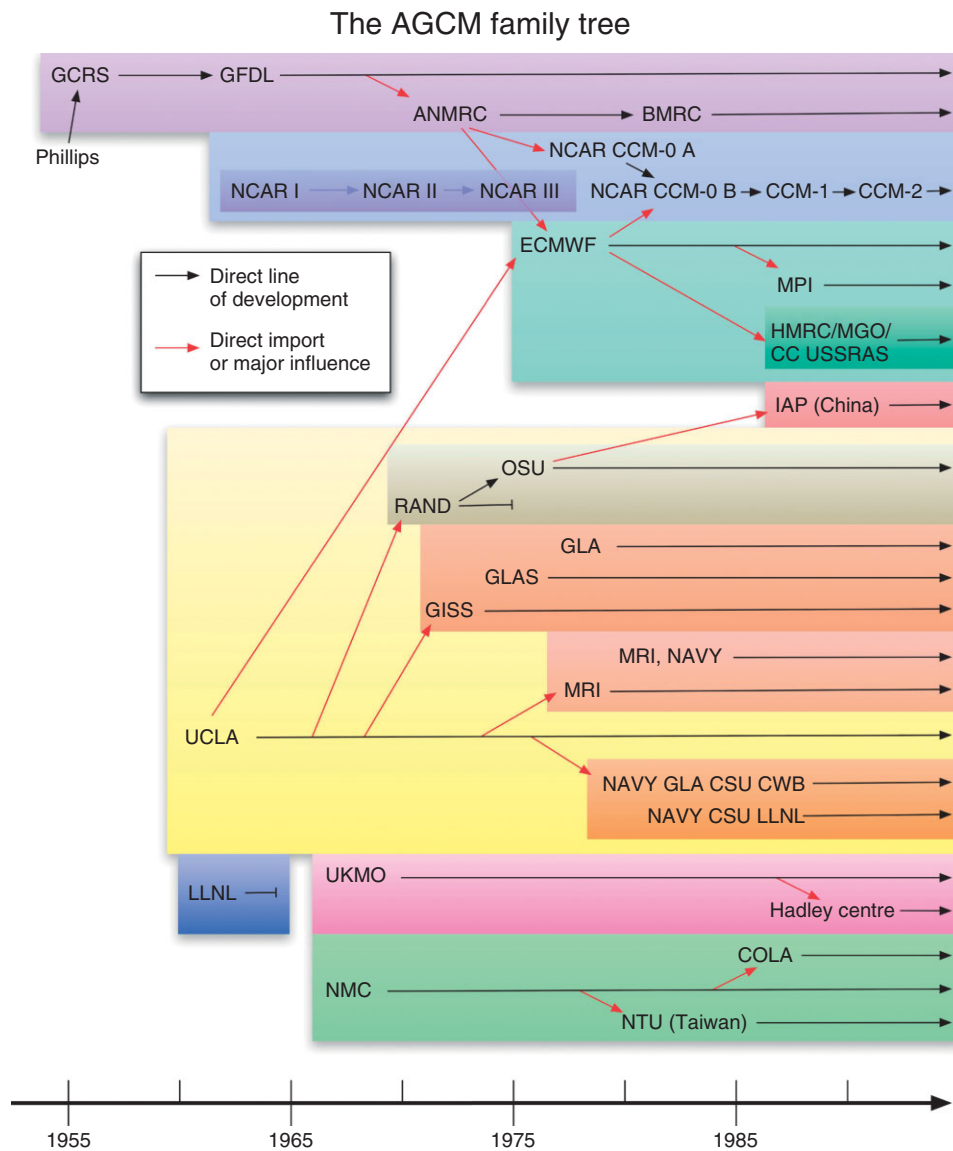 The AGCM family tree
GCRS
GFDL
ANMRC
BMRC
Phillips
NCAR CCM-0 A
NCAR I
NCAR II
NCAR III
NCAR CCM-0 B
CCM-1
CCM-2
ECMWF
Direct line
of development
Direct import
or major influence
MPI
HMRC/MGO/
CC USSRAS
IAP (China)
OSU
RAND
GLA
GLAS
GISS
MRI, NAVY
MRI
UCLA
NAVY GLA CSU CWB
NAVY CSU LLNL
LLNL
UKMO
Hadley centre
COLA
NMC
NTU (Taiwan)
1955
1965
1975
1985